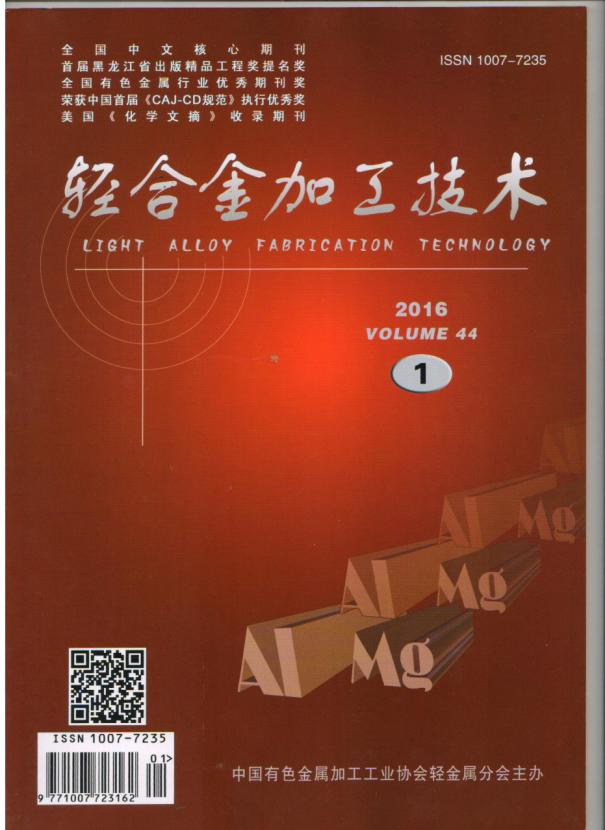 全国中文核心期刊
首届黑龙江省出版精品工程奖提名奖
全国有色金属行业优秀期刊奖
荣获中国首届《CAJ-CD规范》执行优秀奖
美国《化学文摘》收录期刊
ISSN 1007-7235
轻合金加工技术
LIGHT ALLOY FABRICATION TECHNOLOGY
2016
VOLUME 44
1
Al Mg
Al Mg
Al Mg
ISSN 1007-7235
01>
9 771007 723162
中国有色金属加工工业协会轻金属分会主办